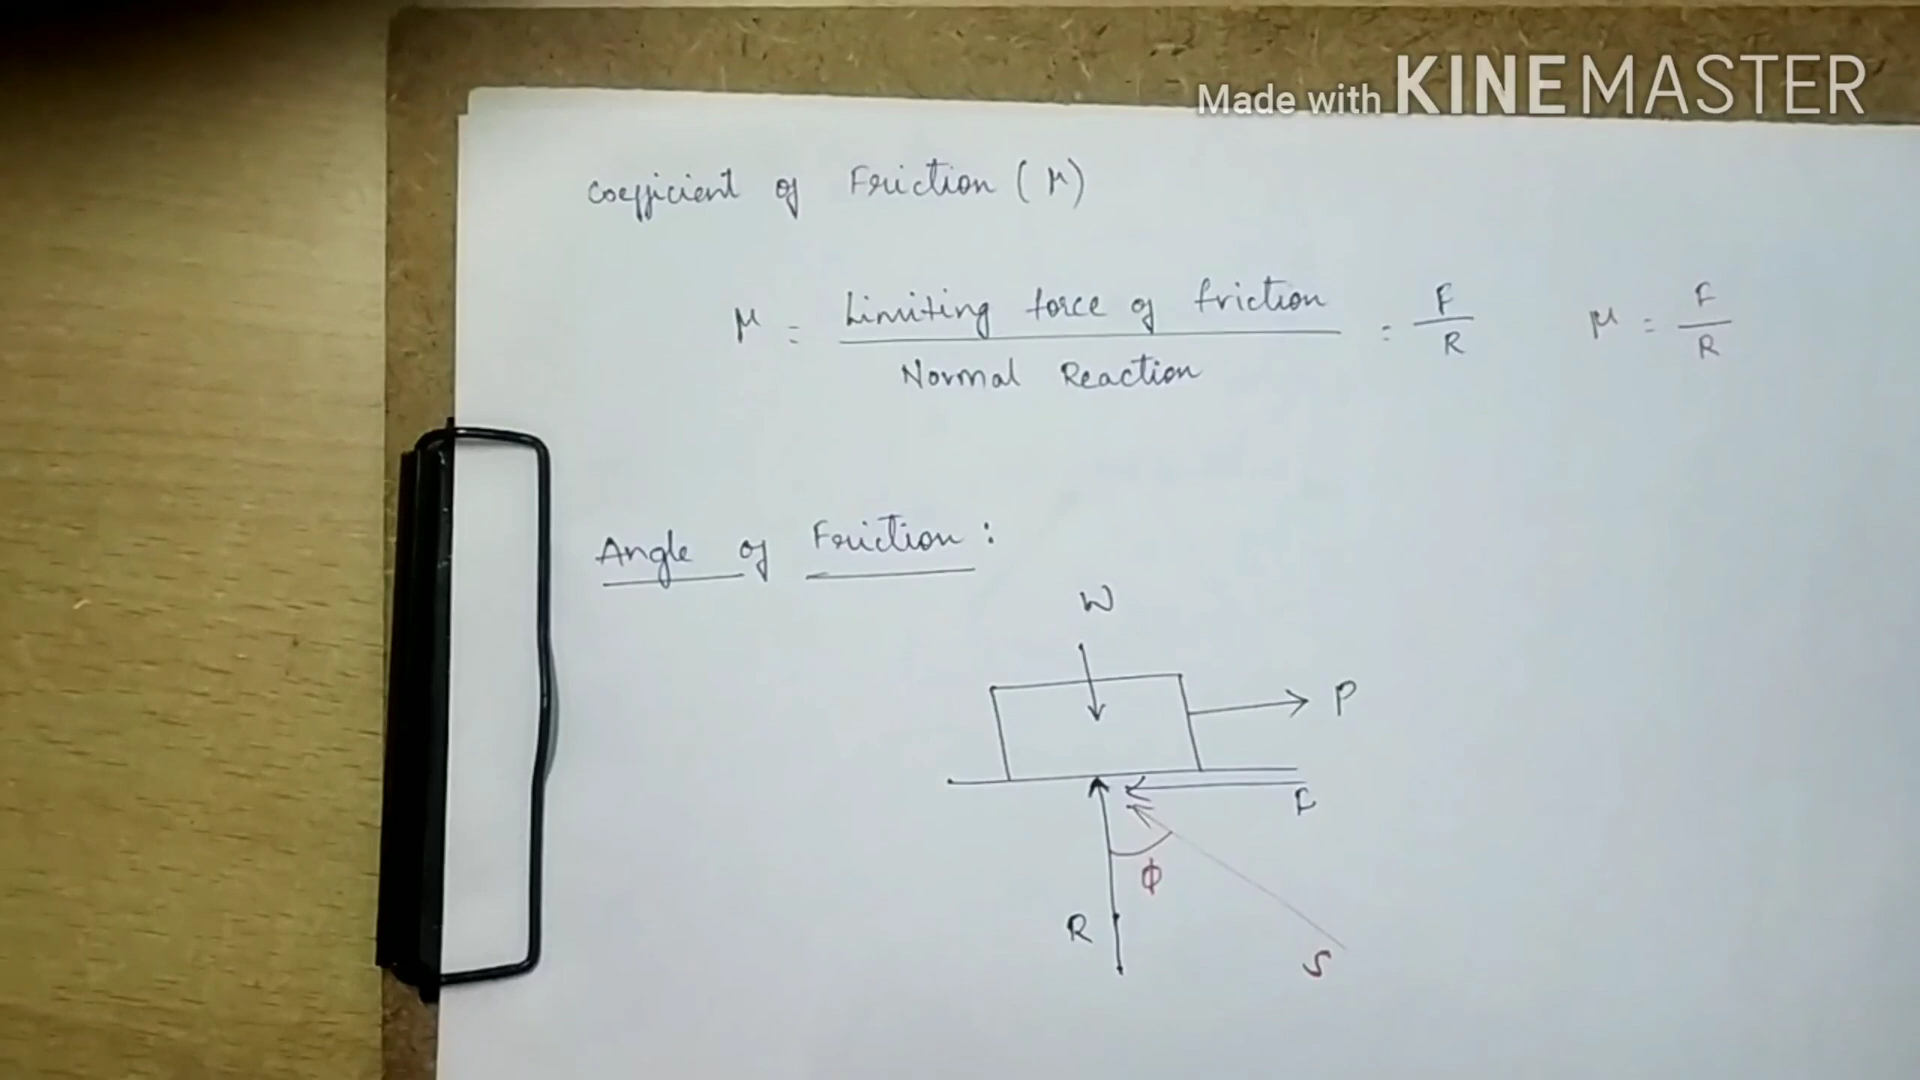 Made with KINEMASTER
Coefficient of Friction (μ)
μ = Limiting force of friction / Normal Reaction = F / R μ = F / R
Angle of Friction :
W
P
F
ϕ
R
S